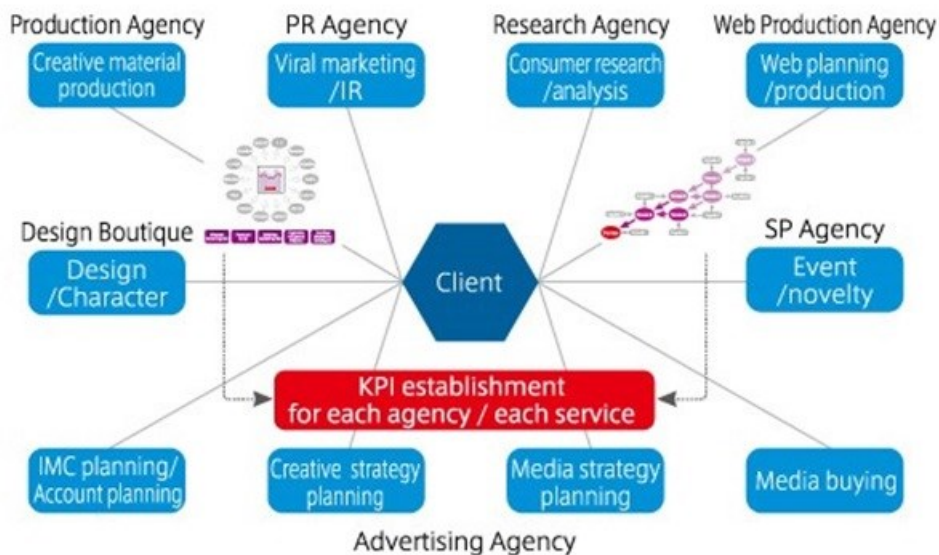 Production Agency
PR Agency
Research Agency
Web Production Agency
Creative material
production
Viral marketing
/IR
Consumer research
/analysis
Web planning
/production
Design Boutique
Design
/Character
Client
SP Agency
Event
/novelty
KPI establishment
for each agency / each service
IMC planning/
Account planning
Creative strategy
planning
Media strategy
planning
Media buying
Advertising Agency